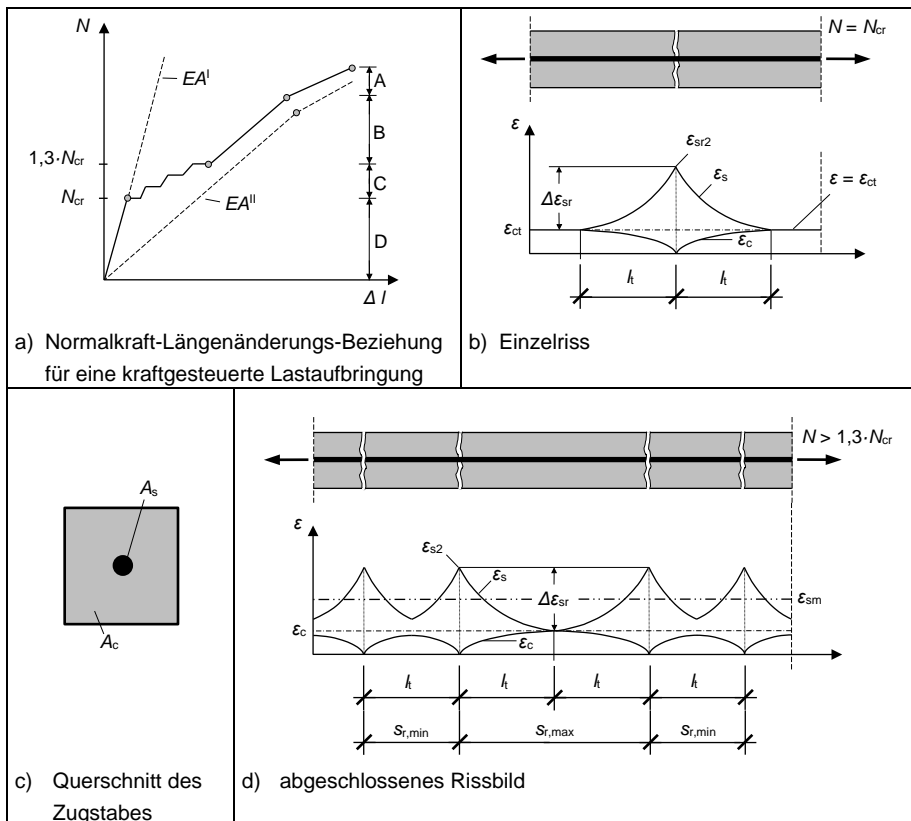 N
EA^I
A
B
1,3·N_cr
C
N_cr
EA^II
D
Δ l
a) Normalkraft-Längenänderungs-Beziehung
für eine kraftgesteuerte Lastaufbringung
N = N_cr
ε
ε_sr2
ε_s
Δε_sr
ε = ε_ct
ε_ct
ε_c
l_t l_t
b) Einzelriss
A_s
A_c
c) Querschnitt des
Zugstabes
N > 1,3·N_cr
ε
ε_s2
ε_s
Δε_sr
ε_sm
ε_c
ε_c
l_t l_t l_t l_t
s_r,min s_r,max s_r,min
d) abgeschlossenes Rissbild